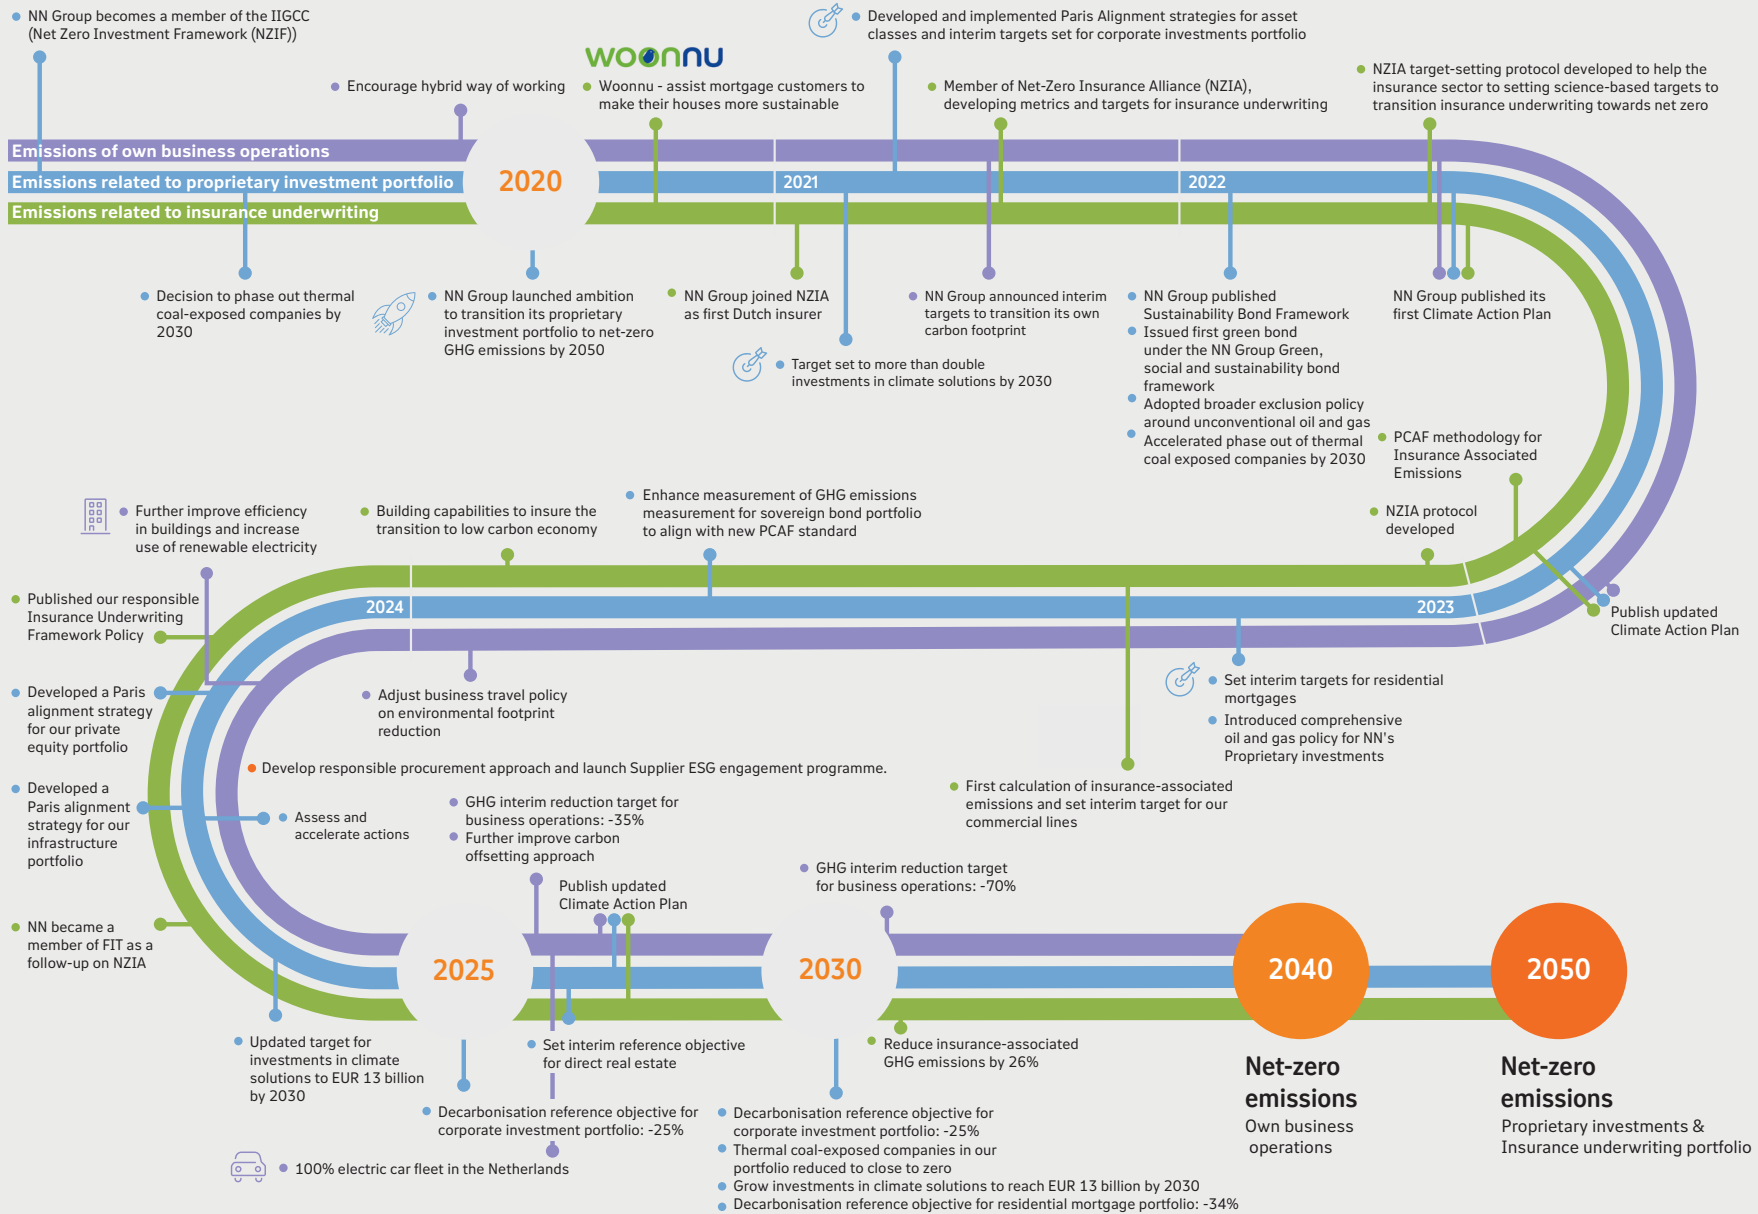 NN Group becomes a member of the IIGCC
(Net Zero Investment Framework (NZIF))
Developed and implemented Paris Alignment strategies for asset
classes and interim targets set for corporate investments portfolio
woonnu
Encourage hybrid way of working
Woonnu - assist mortgage customers to
make their houses more sustainable
Member of Net-Zero Insurance Alliance (NZIA),
developing metrics and targets for insurance underwriting
NZIA target-setting protocol developed to help the
insurance sector to setting science-based targets to
transition insurance underwriting towards net zero
Emissions of own business operations
Emissions related to proprietary investment portfolio
Emissions related to insurance underwriting
2020
2021
2022
Decision to phase out thermal
coal-exposed companies by
2030
NN Group launched ambition
to transition its proprietary
investment portfolio to net-zero
GHG emissions by 2050
NN Group joined NZIA
as first Dutch insurer
Target set to more than double
investments in climate solutions by 2030
NN Group announced interim
targets to transition its own
carbon footprint
NN Group published
Sustainability Bond Framework
Issued first green bond
under the NN Group Green,
social and sustainability bond
framework
Adopted broader exclusion policy
around unconventional oil and gas
Accelerated phase out of thermal
coal exposed companies by 2030
NN Group published its
first Climate Action Plan
PCAF methodology for
Insurance Associated
Emissions
NZIA protocol
developed
Publish updated
Climate Action Plan
Further improve efficiency
in buildings and increase
use of renewable electricity
Building capabilities to insure the
transition to low carbon economy
Enhance measurement of GHG emissions
measurement for sovereign bond portfolio
to align with new PCAF standard
2024
2023
Published our responsible
Insurance Underwriting
Framework Policy
Developed a Paris
alignment strategy
for our private
equity portfolio
Developed a
Paris alignment
strategy for our
infrastructure
portfolio
NN became a
member of FIT as a
follow-up on NZIA
Adjust business travel policy
on environmental footprint
reduction
Set interim targets for residential
mortgages
Introduced comprehensive
oil and gas policy for NN's
Proprietary investments
Develop responsible procurement approach and launch Supplier ESG engagement programme.
First calculation of insurance-associated
emissions and set interim target for our
commercial lines
Assess and
accelerate actions
GHG interim reduction target for
business operations: -35%
Further improve carbon
offsetting approach
Publish updated
Climate Action Plan
GHG interim reduction target
for business operations: -70%
2025
2030
2040
2050
Updated target for
investments in climate
solutions to EUR 13 billion
by 2030
Set interim reference objective
for direct real estate
Reduce insurance-associated
GHG emissions by 26%
Net-zero
emissions
Own business
operations
Net-zero
emissions
Proprietary investments &
Insurance underwriting portfolio
Decarbonisation reference objective for
corporate investment portfolio: -25%
100% electric car fleet in the Netherlands
Decarbonisation reference objective for
corporate investment portfolio: -25%
Thermal coal-exposed companies in our
portfolio reduced to close to zero
Grow investments in climate solutions to reach EUR 13 billion by 2030
Decarbonisation reference objective for residential mortgage portfolio: -34%